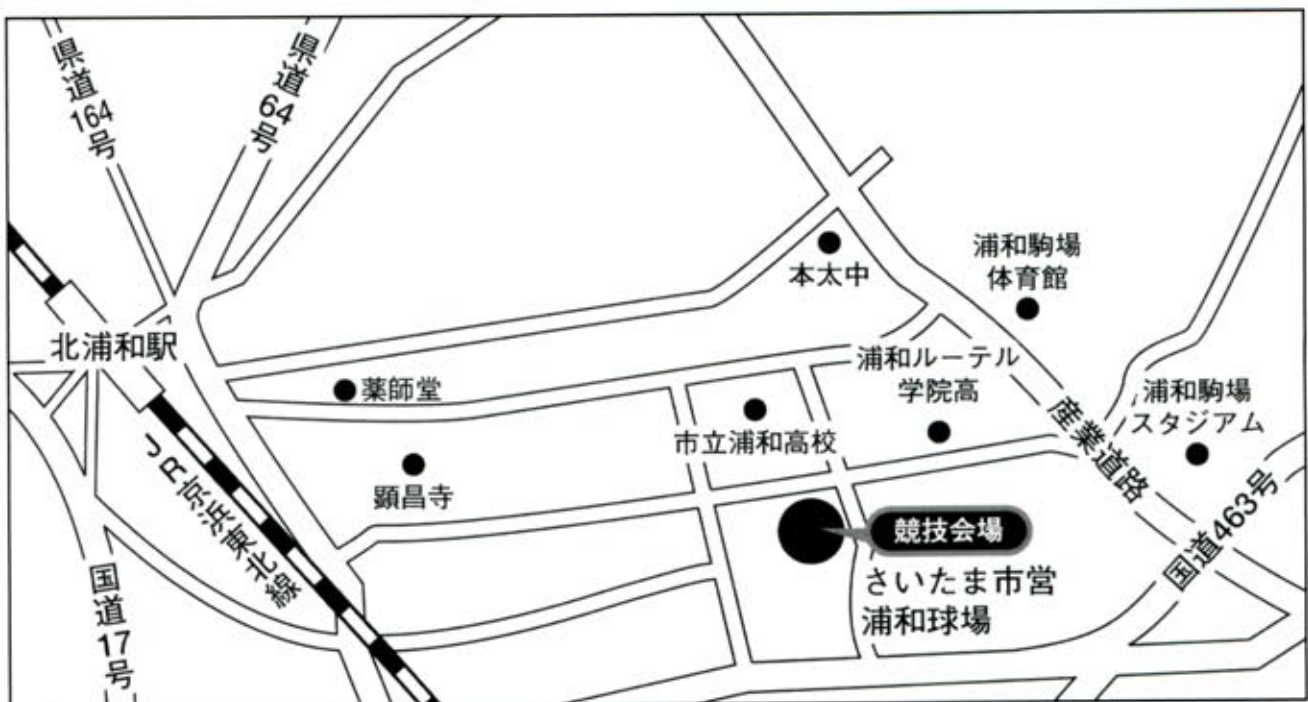 県道164号
県道64号
北浦和駅
JR京浜東北線
国道17号
薬師堂
顕昌寺
本太中
浦和駒場
体育館
浦和ルーテル
学院高
市立浦和高校
産業道路
浦和駒場
スタジアム
国道463号
競技会場
さいたま市営
浦和球場